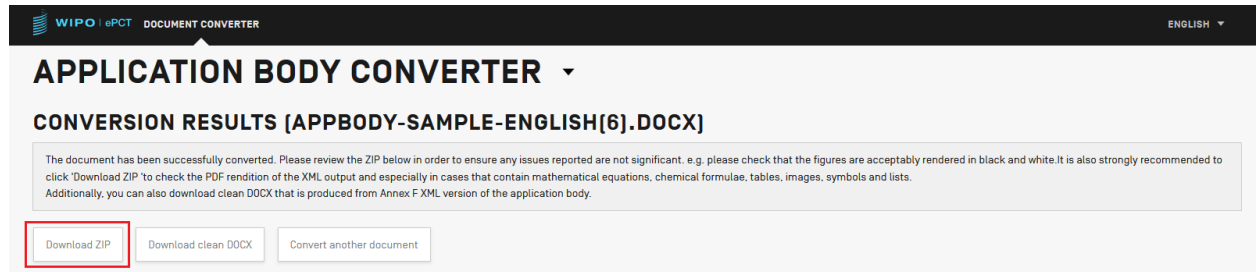 WIPO | ePCT DOCUMENT CONVERTER ENGLISH
APPLICATION BODY CONVERTER
CONVERSION RESULTS (APPBODY-SAMPLE-ENGLISH(6).DOCX)
The document has been successfully converted. Please review the ZIP below in order to ensure any issues reported are not significant. e.g. please check that the figures are acceptably rendered in black and white.It is also strongly recommended to
click 'Download ZIP 'to check the PDF rendition of the XML output and especially in cases that contain mathematical equations, chemical formulae, tables, images, symbols and lists.
Additionally, you can also download clean DOCX that is produced from Annex F XML version of the application body.
Download ZIP Download clean DOCX Convert another document